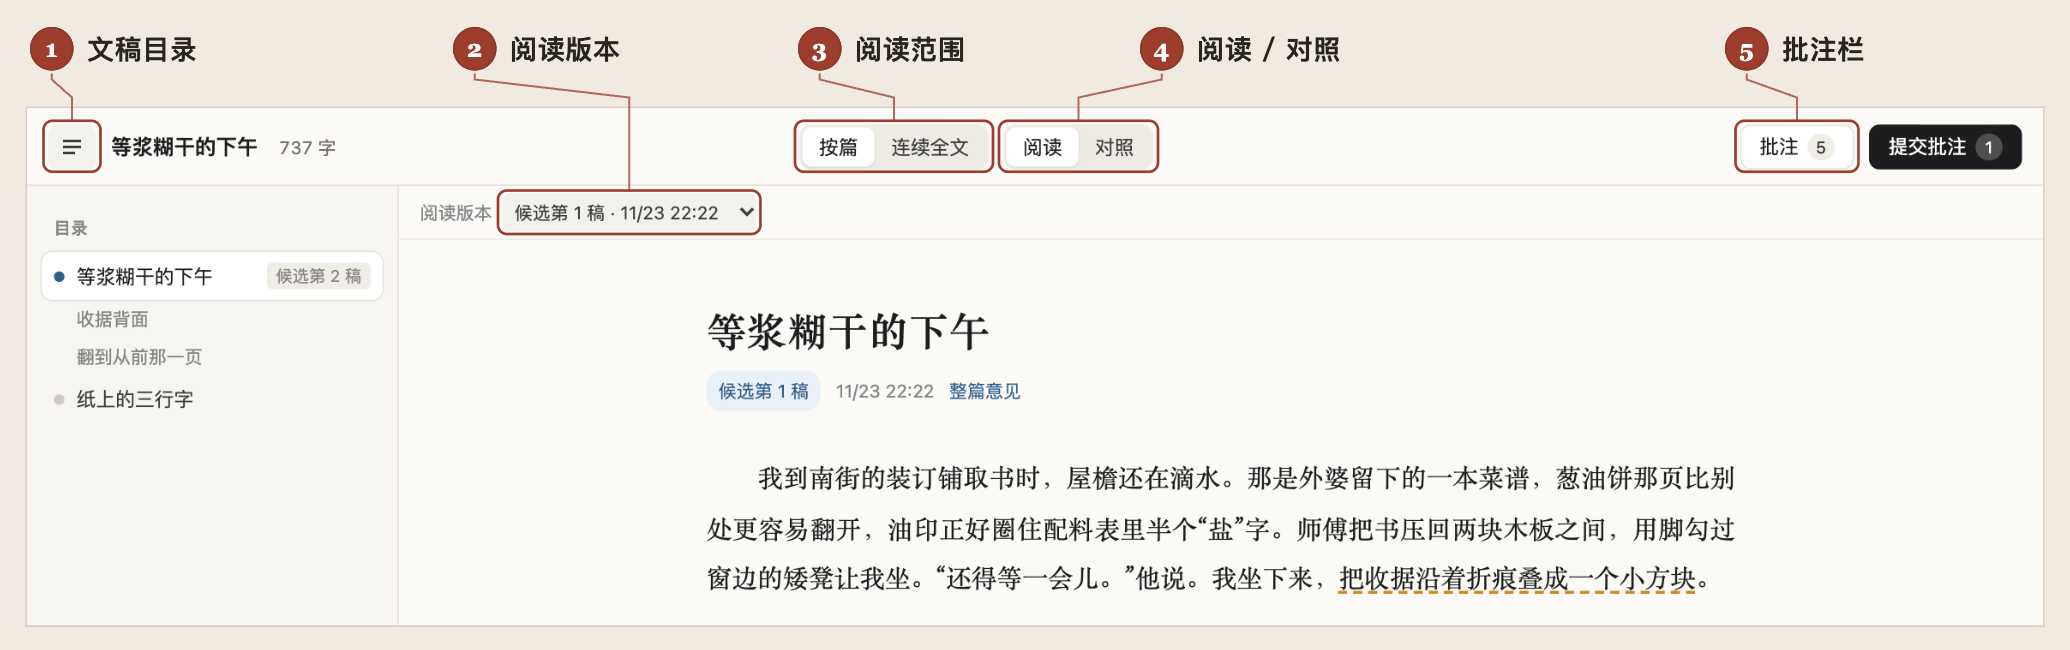 1 文稿目录
2 阅读版本
3 阅读范围
4 阅读 / 对照
5 批注栏
等浆糊干的下午 737 字
按篇 连续全文
阅读 对照
批注 5
提交批注 1
目录
等浆糊干的下午 候选第 2 稿
收据背面
翻到从前那一页
纸上的三行字
阅读版本 候选第 1 稿 · 11/23 22:22
等浆糊干的下午
候选第 1 稿 11/23 22:22 整篇意见
我到南街的装订铺取书时，屋檐还在滴水。那是外婆留下的一本菜谱，葱油饼那页比别
处更容易翻开，油印正好圈住配料表里半个“盐”字。师傅把书压回两块木板之间，用脚勾过
窗边的矮凳让我坐。“还得等一会儿。”他说。我坐下来，把收据沿着折痕叠成一个小方块。